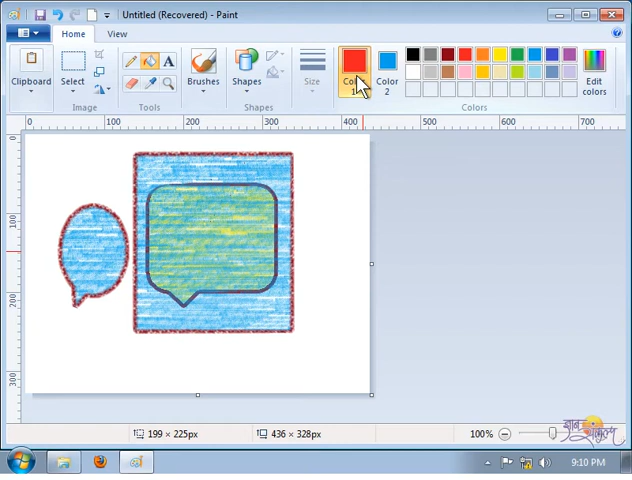 Untitled (Recovered) - Paint
Home View
Clipboard Select Brushes Shapes Size Color 1 Color 2 Edit colors
Image Tools Shapes Colors
0 100 200 300 400 500 600 700
0
100
200
300
199 × 225px 436 × 328px 100%
9:10 PM